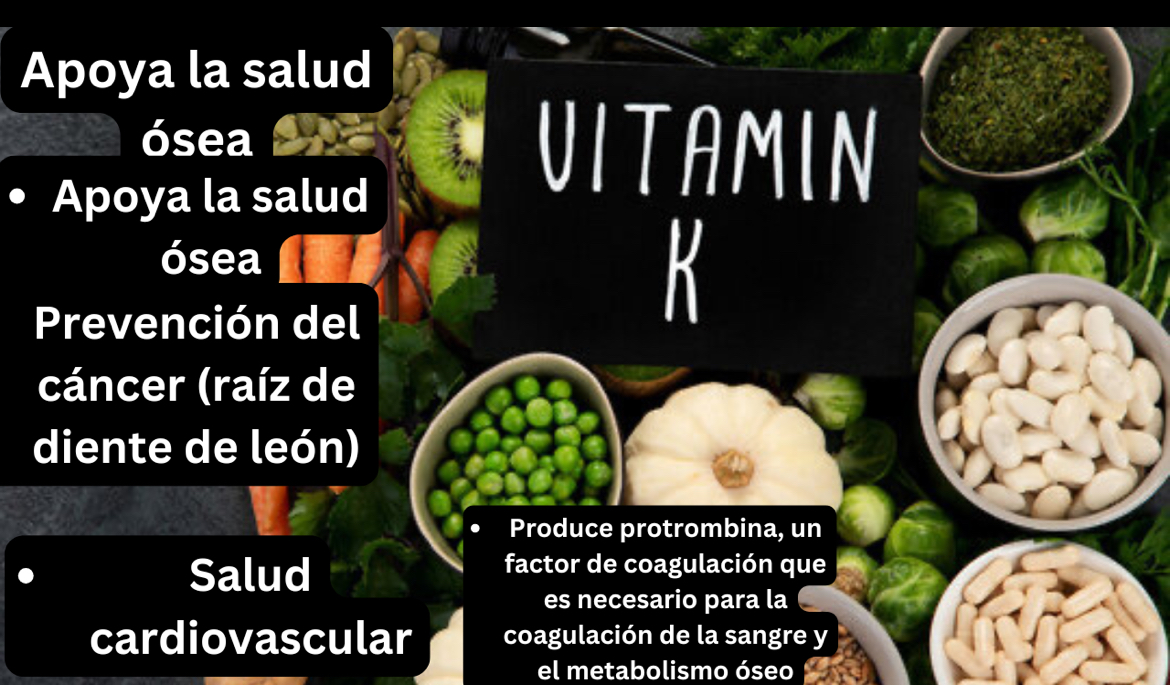 Apoya la salud
ósea
• Apoya la salud
ósea
Prevención del
cáncer (raíz de
diente de león)
• Salud
cardiovascular
VITAMIN
K
• Produce protrombina, un
factor de coagulación que
es necesario para la
coagulación de la sangre y
el metabolismo óseo